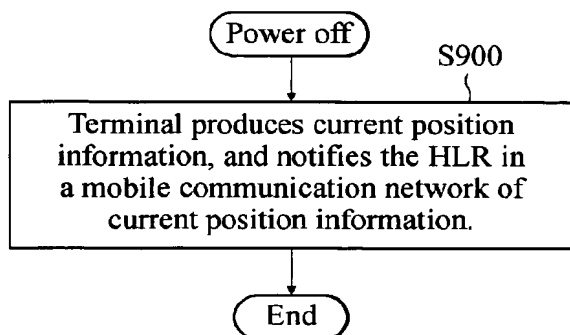 Power off
S900
Terminal produces current position
information, and notifies the HLR in
a mobile communication network of
current position information.
End